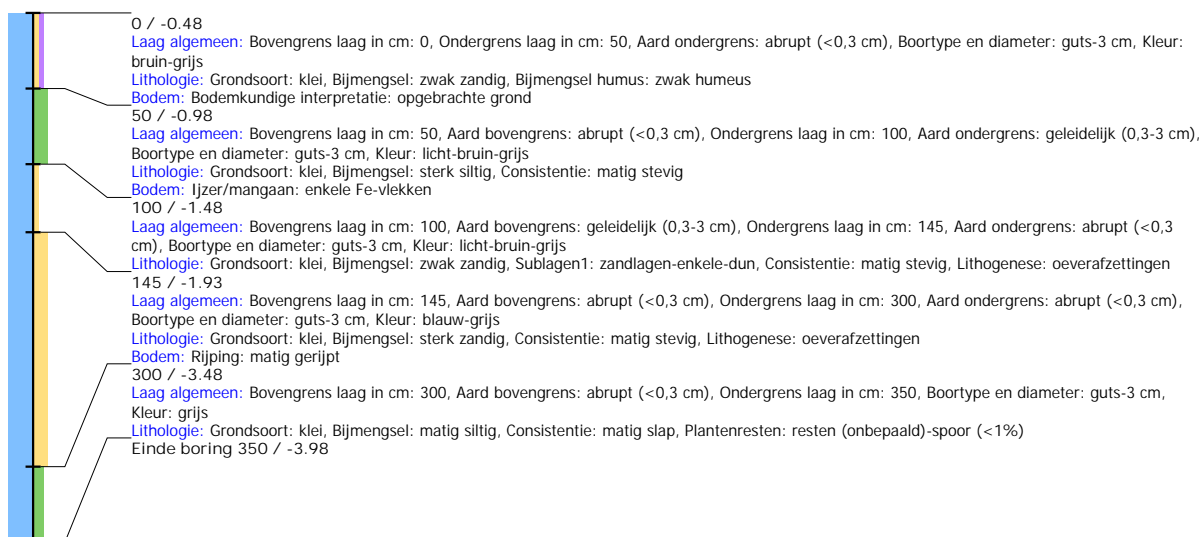 0 / -0.48
Laag algemeen: Bovengrens laag in cm: 0, Ondergrens laag in cm: 50, Aard ondergrens: abrupt (<0,3 cm), Boortype en diameter: guts-3 cm, Kleur:
bruin-grijs
Lithologie: Grondsoort: klei, Bijmengsel: zwak zandig, Bijmengsel humus: zwak humeus
Bodem: Bodemkundige interpretatie: opgebrachte grond
50 / -0.98
Laag algemeen: Bovengrens laag in cm: 50, Aard bovengrens: abrupt (<0,3 cm), Ondergrens laag in cm: 100, Aard ondergrens: geleidelijk (0,3-3 cm),
Boortype en diameter: guts-3 cm, Kleur: licht-bruin-grijs
Lithologie: Grondsoort: klei, Bijmengsel: sterk siltig, Consistentie: matig stevig
Bodem: Ijzer/mangaan: enkele Fe-vlekken
100 / -1.48
Laag algemeen: Bovengrens laag in cm: 100, Aard bovengrens: geleidelijk (0,3-3 cm), Ondergrens laag in cm: 145, Aard ondergrens: abrupt (<0,3
cm), Boortype en diameter: guts-3 cm, Kleur: licht-bruin-grijs
Lithologie: Grondsoort: klei, Bijmengsel: zwak zandig, Sublagen1: zandlagen-enkele-dun, Consistentie: matig stevig, Lithogenese: oeverafzettingen
145 / -1.93
Laag algemeen: Bovengrens laag in cm: 145, Aard bovengrens: abrupt (<0,3 cm), Ondergrens laag in cm: 300, Aard ondergrens: abrupt (<0,3 cm),
Boortype en diameter: guts-3 cm, Kleur: blauw-grijs
Lithologie: Grondsoort: klei, Bijmengsel: sterk zandig, Consistentie: matig stevig, Lithogenese: oeverafzettingen
Bodem: Rijping: matig gerijpt
300 / -3.48
Laag algemeen: Bovengrens laag in cm: 300, Aard bovengrens: abrupt (<0,3 cm), Ondergrens laag in cm: 350, Boortype en diameter: guts-3 cm,
Kleur: grijs
Lithologie: Grondsoort: klei, Bijmengsel: matig siltig, Consistentie: matig slap, Plantenresten: resten (onbepaald)-spoor (<1%)
Einde boring 350 / -3.98